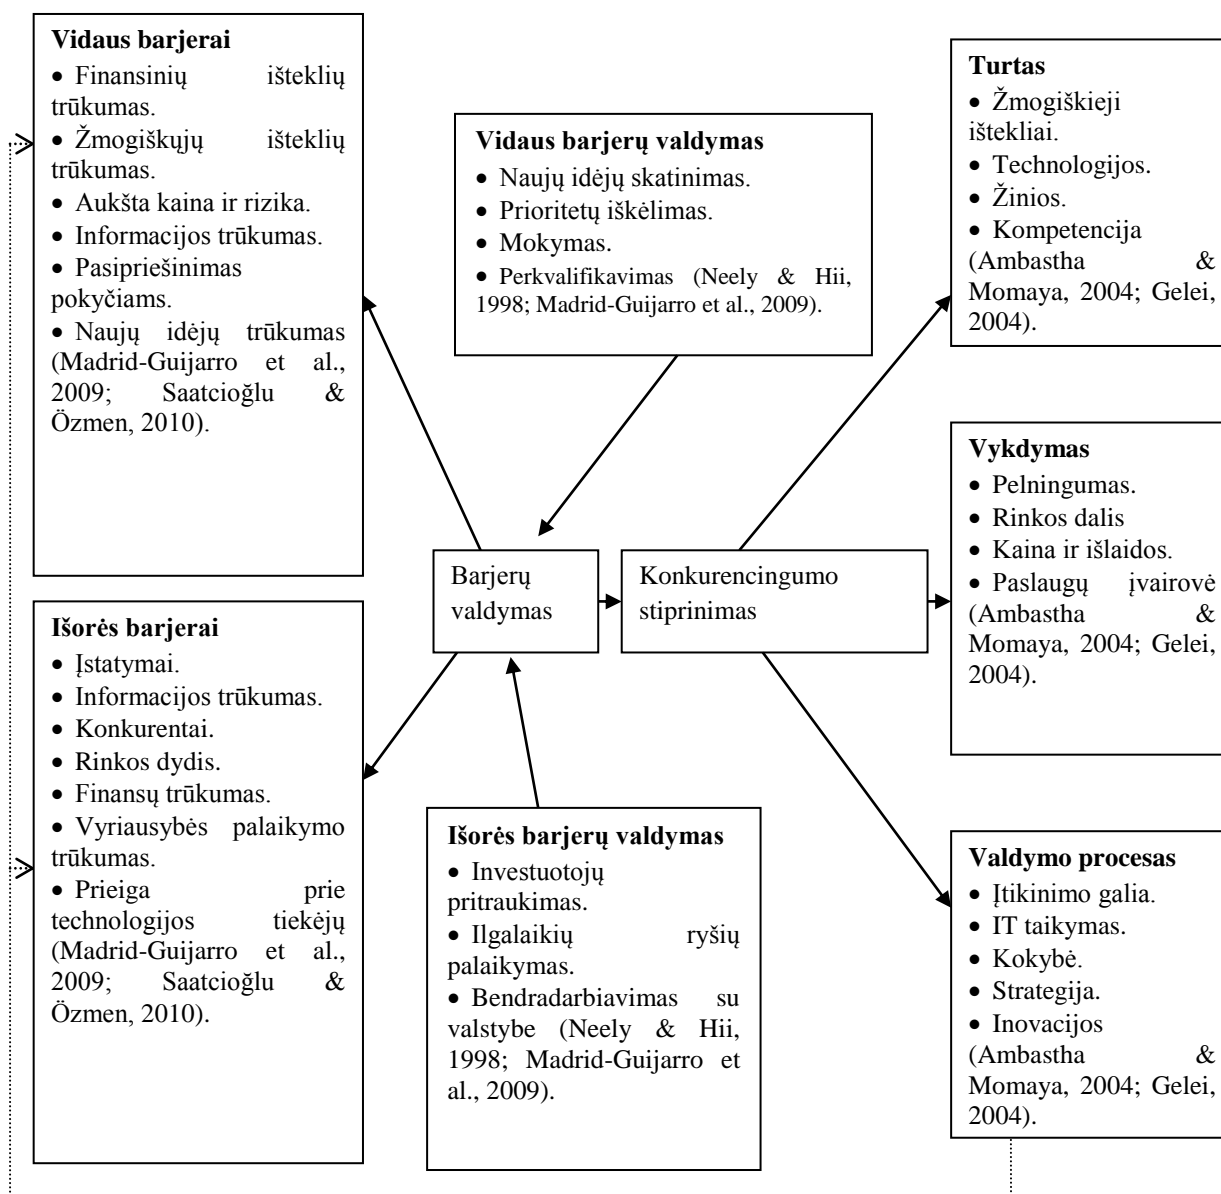 Vidaus barjerai
• Finansinių išteklių
trūkumas.
• Žmogiškųjų išteklių
trūkumas.
• Aukšta kaina ir rizika.
• Informacijos trūkumas.
• Pasipriešinimas
pokyčiams.
• Naujų idėjų trūkumas
(Madrid-Guijarro et al.,
2009; Saatcioğlu &
Özmen, 2010).
Išorės barjerai
• Įstatymai.
• Informacijos trūkumas.
• Konkurentai.
• Rinkos dydis.
• Finansų trūkumas.
• Vyriausybės palaikymo
trūkumas.
• Prieiga prie
technologijos tiekėjų
(Madrid-Guijarro et al.,
2009; Saatcioğlu &
Özmen, 2010).
Vidaus barjerų valdymas
• Naujų idėjų skatinimas.
• Prioritetų iškėlimas.
• Mokymas.
• Perkvalifikavimas (Neely & Hii,
1998; Madrid-Guijarro et al., 2009).
Barjerų
valdymas
Konkurencingumo
stiprinimas
Išorės barjerų valdymas
• Investuotojų
pritraukimas.
• Ilgalaikių ryšių
palaikymas.
• Bendradarbiavimas su
valstybe (Neely & Hii,
1998; Madrid-Guijarro et
al., 2009).
Turtas
• Žmogiškieji
ištekliai.
• Technologijos.
• Žinios.
• Kompetencija
(Ambastha &
Momaya, 2004; Gelei,
2004).
Vykdymas
• Pelningumas.
• Rinkos dalis
• Kaina ir išlaidos.
• Paslaugų įvairovė
(Ambastha &
Momaya, 2004; Gelei,
2004).
Valdymo procesas
• Įtikinimo galia.
• IT taikymas.
• Kokybė.
• Strategija.
• Inovacijos
(Ambastha &
Momaya, 2004; Gelei,
2004).